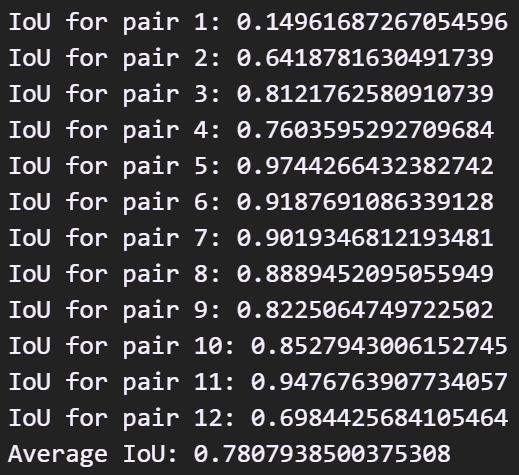 IoU for pair 1: 0.14961687267054596
IoU for pair 2: 0.6418781630491739
IoU for pair 3: 0.8121762580910739
IoU for pair 4: 0.7603595292709684
IoU for pair 5: 0.9744266432382742
IoU for pair 6: 0.9187691086339128
IoU for pair 7: 0.9019346812193481
IoU for pair 8: 0.8889452095055949
IoU for pair 9: 0.8225064749722502
IoU for pair 10: 0.8527943006152745
IoU for pair 11: 0.9476763907734057
IoU for pair 12: 0.6984425684105464
Average IoU: 0.7807938500375308